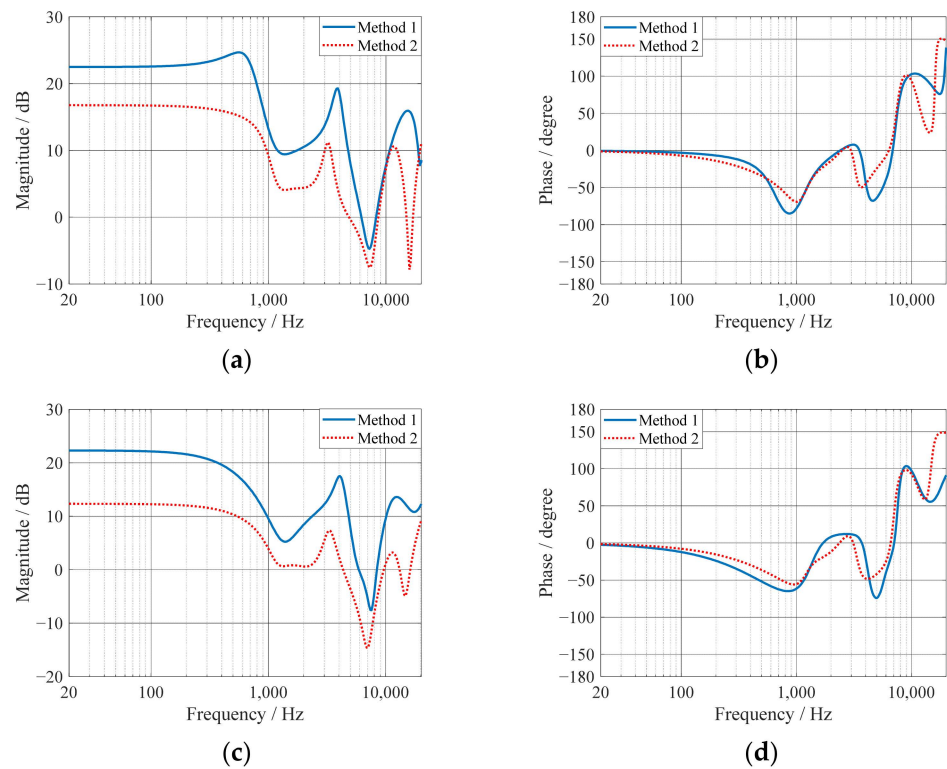 30
20
10
0
−10
Magnitude / dB
Method 1
Method 2
20
100
1,000
10,000
Frequency / Hz
(a)
180
150
100
50
0
−50
−100
−150
−180
Phase / degree
Method 1
Method 2
20
100
1,000
10,000
Frequency / Hz
(b)
30
20
10
0
−10
−20
Magnitude / dB
Method 1
Method 2
20
100
1,000
10,000
Frequency / Hz
(c)
180
150
100
50
0
−50
−100
−150
−180
Phase / degree
Method 1
Method 2
20
100
1,000
10,000
Frequency / Hz
(d)